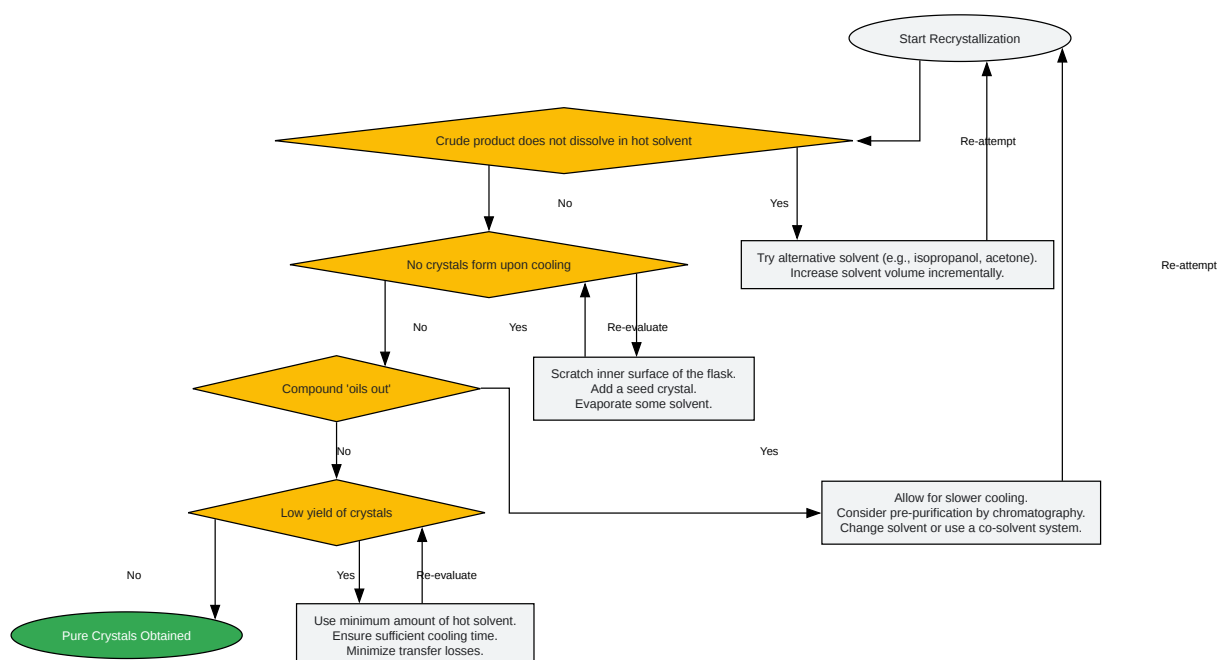 Start Recrystallization
Crude product does not dissolve in hot solvent
Re-attempt
No
Yes
Try alternative solvent (e.g., isopropanol, acetone).
Increase solvent volume incrementally.
No crystals form upon cooling
Re-attempt
No
Yes
Re-evaluate
Scratch inner surface of the flask.
Add a seed crystal.
Evaporate some solvent.
Compound 'oils out'
No
Yes
Allow for slower cooling.
Consider pre-purification by chromatography.
Change solvent or use a co-solvent system.
Low yield of crystals
No
Yes
Re-evaluate
Use minimum amount of hot solvent.
Ensure sufficient cooling time.
Minimize transfer losses.
Pure Crystals Obtained